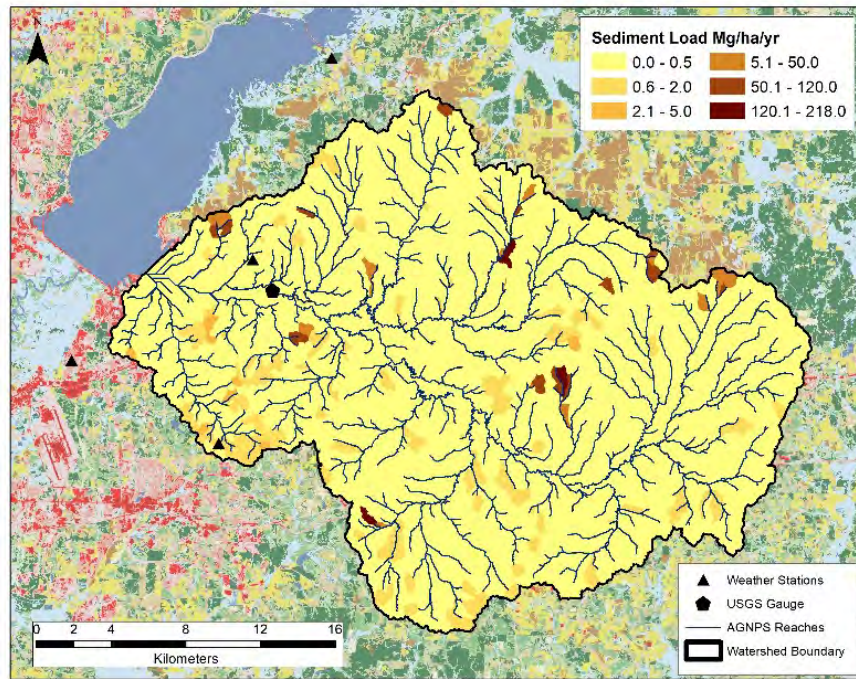 N
Sediment Load Mg/ha/yr
0.0 - 0.5 5.1 - 50.0
0.6 - 2.0 50.1 - 120.0
2.1 - 5.0 120.1 - 218.0
Weather Stations
USGS Gauge
AGNPS Reaches
Watershed Boundary
0 2 4 8 12 16
Kilometers